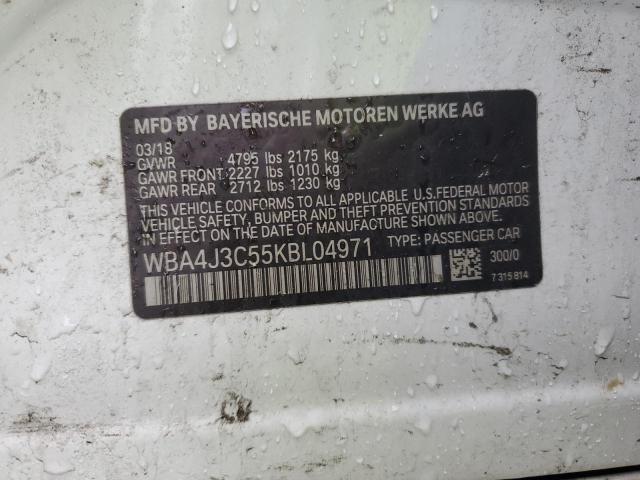 MFD BY BAYERISCHE MOTOREN WERKE AG
03/18
GVWR 4795 lbs 2175 kg
GAWR FRONT 2227 lbs 1010 kg
GAWR REAR 2712 lbs 1230 kg
THIS VEHICLE CONFORMS TO ALL APPLICABLE U.S.FEDERAL MOTOR
VEHICLE SAFETY, BUMPER, AND THEFT PREVENTION STANDARDS
IN EFFECT ON THE DATE OF MANUFACTURE SHOWN ABOVE.
WBA4J3C55KBL04971 TYPE: PASSENGER CAR
300/0
7 315 814